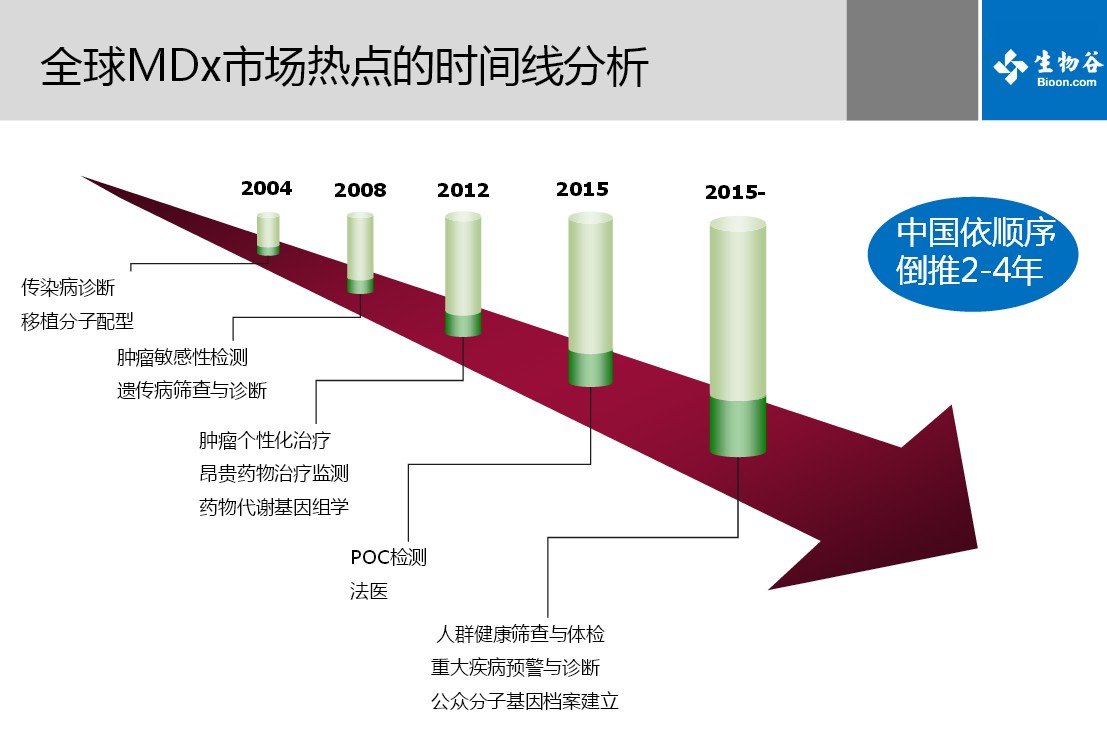 全球MDx市场热点的时间线分析
生物谷
Bioon.com
2004
2008
2012
2015
2015-
中国依顺序
倒推2-4年
传染病诊断
移植分子配型
肿瘤敏感性检测
遗传病筛查与诊断
肿瘤个性化治疗
昂贵药物治疗监测
药物代谢基因组学
POC检测
法医
人群健康筛查与体检
重大疾病预警与诊断
公众分子基因档案建立